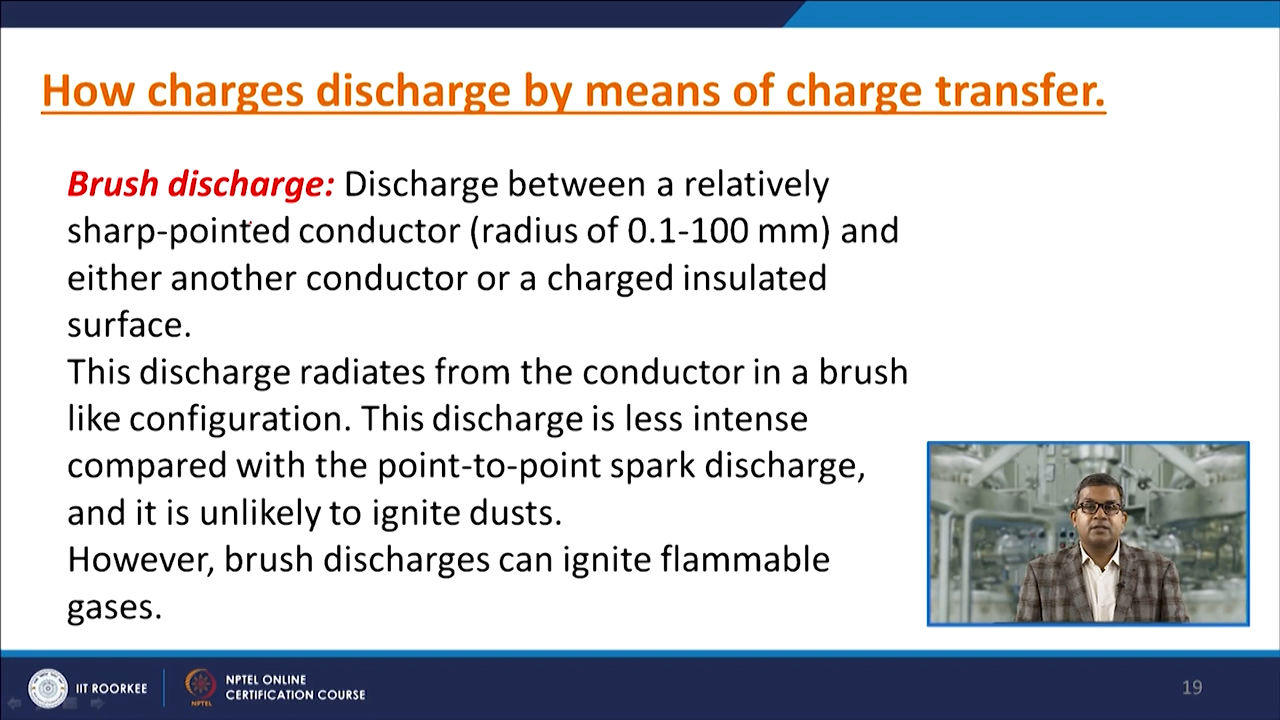 How charges discharge by means of charge transfer.
Brush discharge: Discharge between a relatively
sharp-pointed conductor (radius of 0.1-100 mm) and
either another conductor or a charged insulated
surface.
This discharge radiates from the conductor in a brush
like configuration. This discharge is less intense
compared with the point-to-point spark discharge,
and it is unlikely to ignite dusts.
However, brush discharges can ignite flammable
gases.
IIT ROORKEE
NPTEL
NPTEL ONLINE
CERTIFICATION COURSE
19